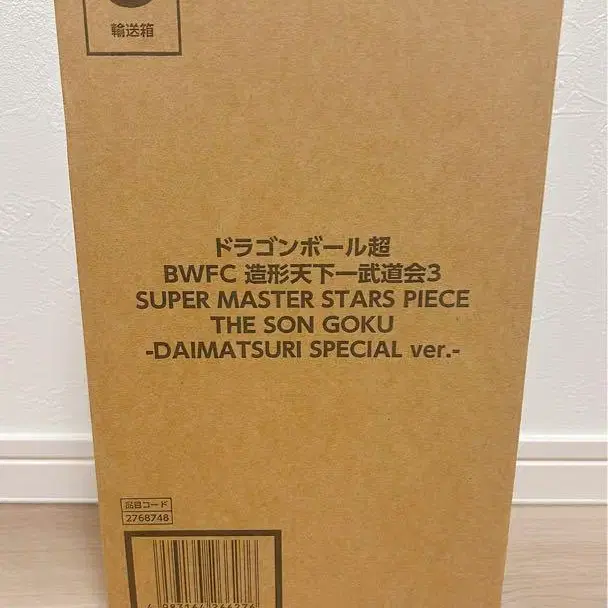 輸送箱
ドラゴンボール超
BWFC 造形天下一武道会3
SUPER MASTER STARS PIECE
THE SON GOKU
-DAIMATSURI SPECIAL ver.-
品目コード
2768748